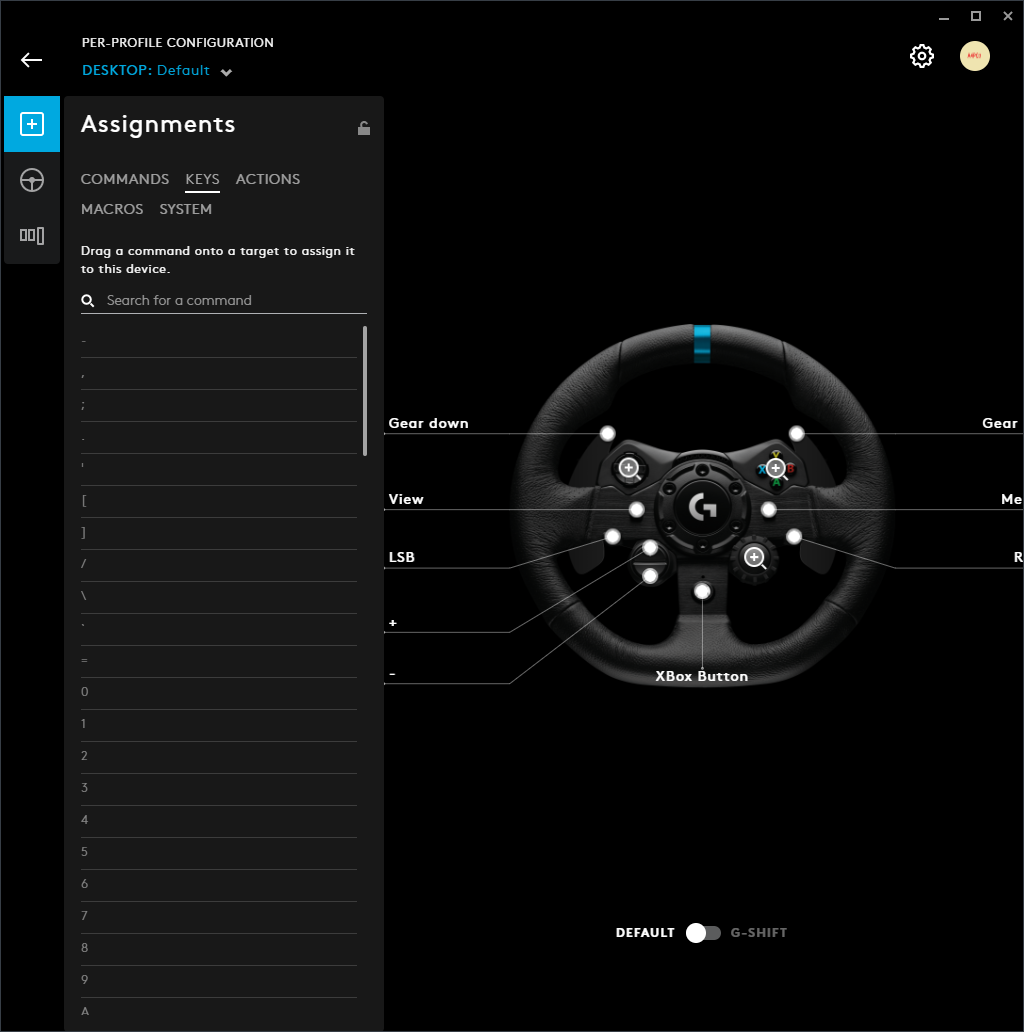 PER-PROFILE CONFIGURATION
DESKTOP: Default
Assignments
COMMANDS KEYS ACTIONS
MACROS SYSTEM
Drag a command onto a target to assign it
to this device.
Search for a command
-
,
;
.
'
[
]
/
\
`
=
0
1
2
3
4
5
6
7
8
9
A
Gear down
Gear
View
Me
LSB
R
+
-
XBox Button
Y
X
B
A
DEFAULT G-SHIFT